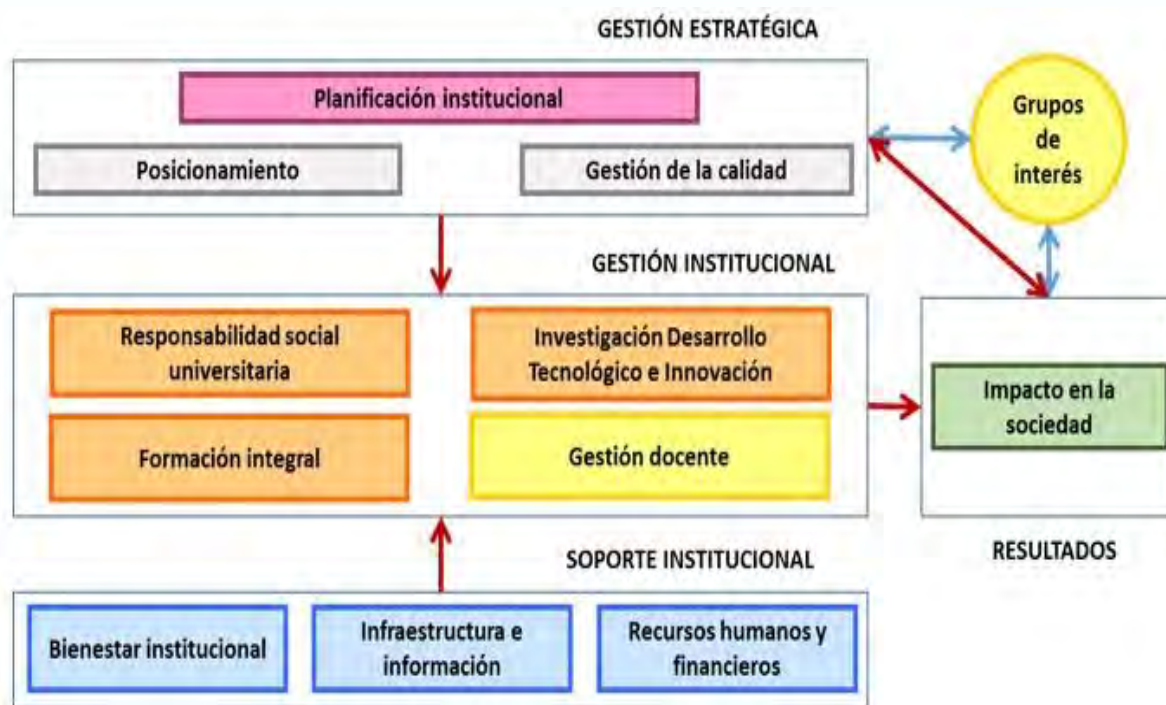 GESTIÓN ESTRATÉGICA
Planificación institucional
Posicionamiento
Gestión de la calidad
Grupos
de
interés
GESTIÓN INSTITUCIONAL
Responsabilidad social
universitaria
Investigación Desarrollo
Tecnológico e Innovación
Formación integral
Gestión docente
Impacto en la
sociedad
RESULTADOS
SOPORTE INSTITUCIONAL
Bienestar institucional
Infraestructura e
información
Recursos humanos y
financieros